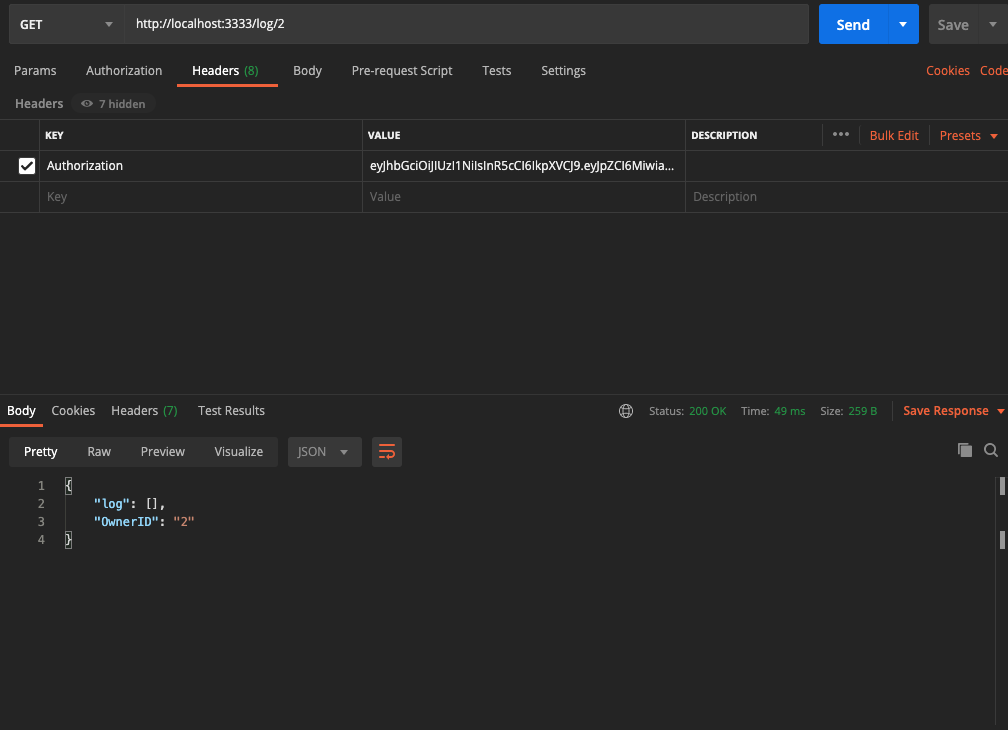 GET http://localhost:3333/log/2 Send Save
Params Authorization Headers (8) Body Pre-request Script Tests Settings Cookies Code
Headers 7 hidden
KEY VALUE DESCRIPTION ••• Bulk Edit Presets
Authorization eyJhbGciOiJIUzI1NiIsInR5cCI6IkpXVCJ9.eyJpZCI6Miwia...
Key Value Description
Body Cookies Headers (7) Test Results Status: 200 OK Time: 49 ms Size: 259 B Save Response
Pretty Raw Preview Visualize JSON
1 {
2 "log": [],
3 "OwnerID": "2"
4 }